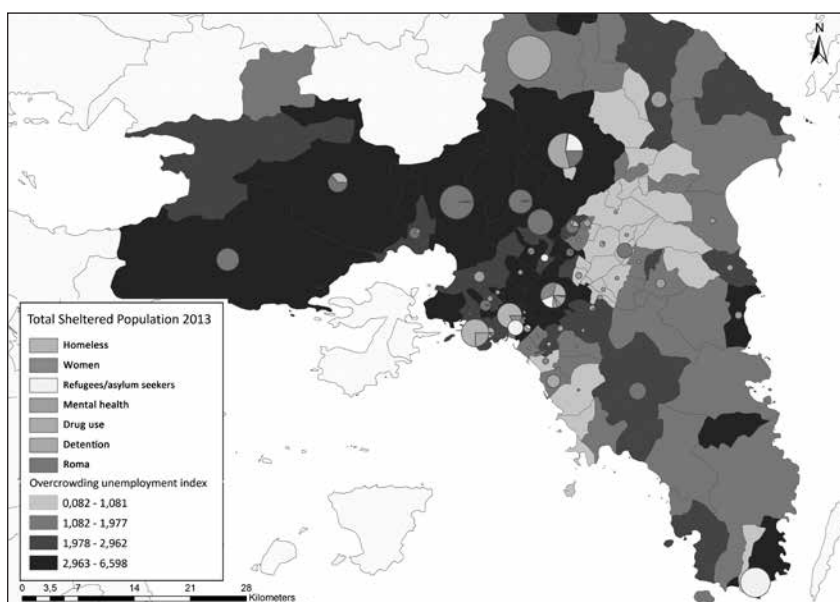 N
Total Sheltered Population 2013
Homeless
Women
Refugees/asylum seekers
Mental health
Drug use
Detention
Roma
Overcrowding unemployment index
0,082 - 1,081
1,082 - 1,977
1,978 - 2,962
2,963 - 6,598
0 3,5 7 14 21 28
Kilometers